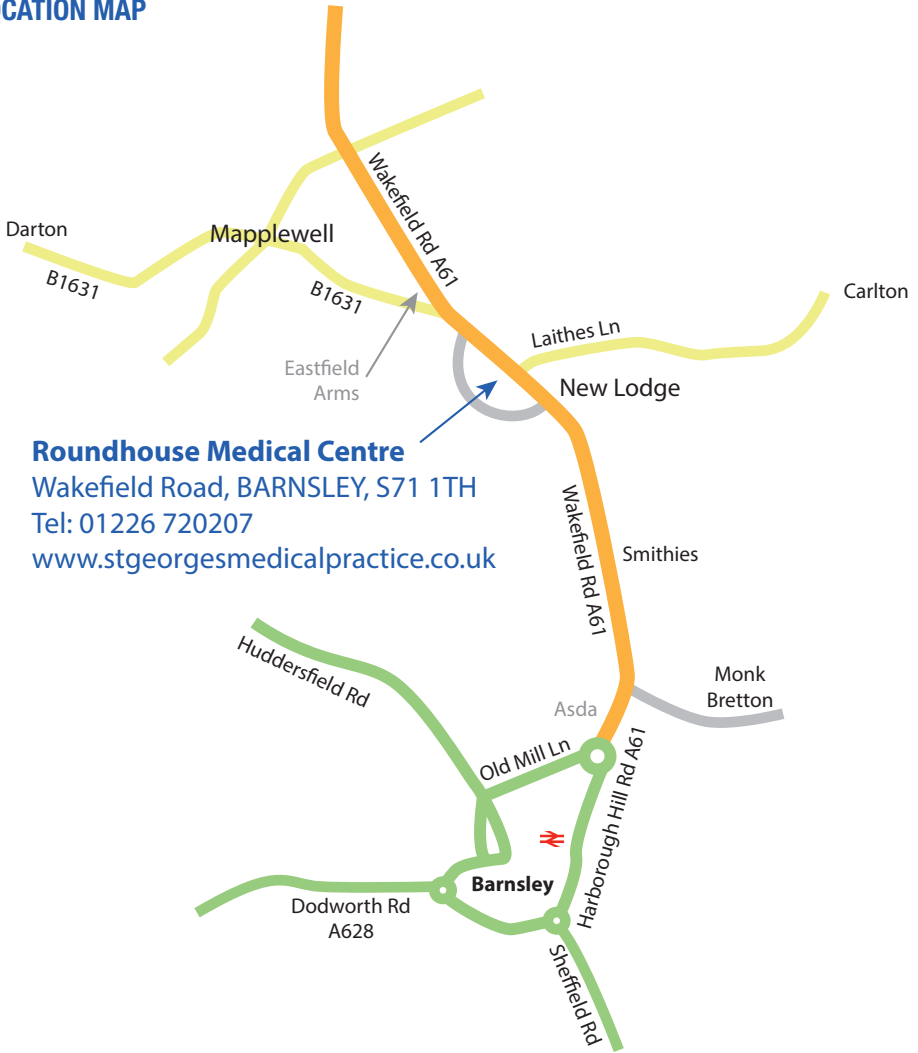 OCATION MAP
Wakefield Rd A61
Darton
Mapplewell
B1631
B1631
Carlton
Laithes Ln
Eastfield
Arms
New Lodge
Roundhouse Medical Centre
Wakefield Road, BARNSLEY, S71 1TH
Tel: 01226 720207
www.stgeorgesmedicalpractice.co.uk
Wakefield Rd A61
Smithies
Huddersfield Rd
Monk
Bretton
Asda
Old Mill Ln
Harborough Hill Rd A61
Barnsley
Dodworth Rd
A628
Sheffield Rd